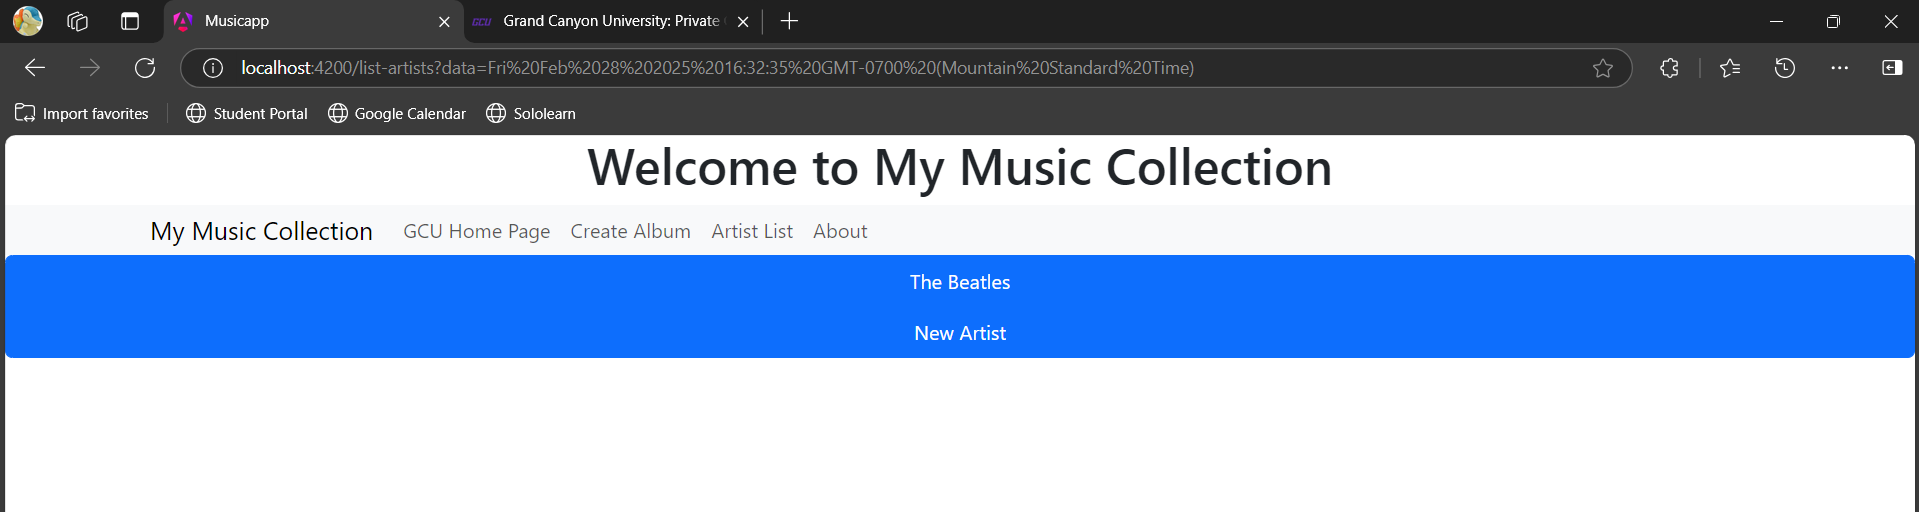 Musicapp
GCU Grand Canyon University: Private
localhost:4200/list-artists?data=Fri%20Feb%2028%202025%2016:32:35%20GMT-0700%20(Mountain%20Standard%20Time)
Import favorites Student Portal Google Calendar Sololearn
Welcome to My Music Collection
My Music Collection GCU Home Page Create Album Artist List About
The Beatles
New Artist